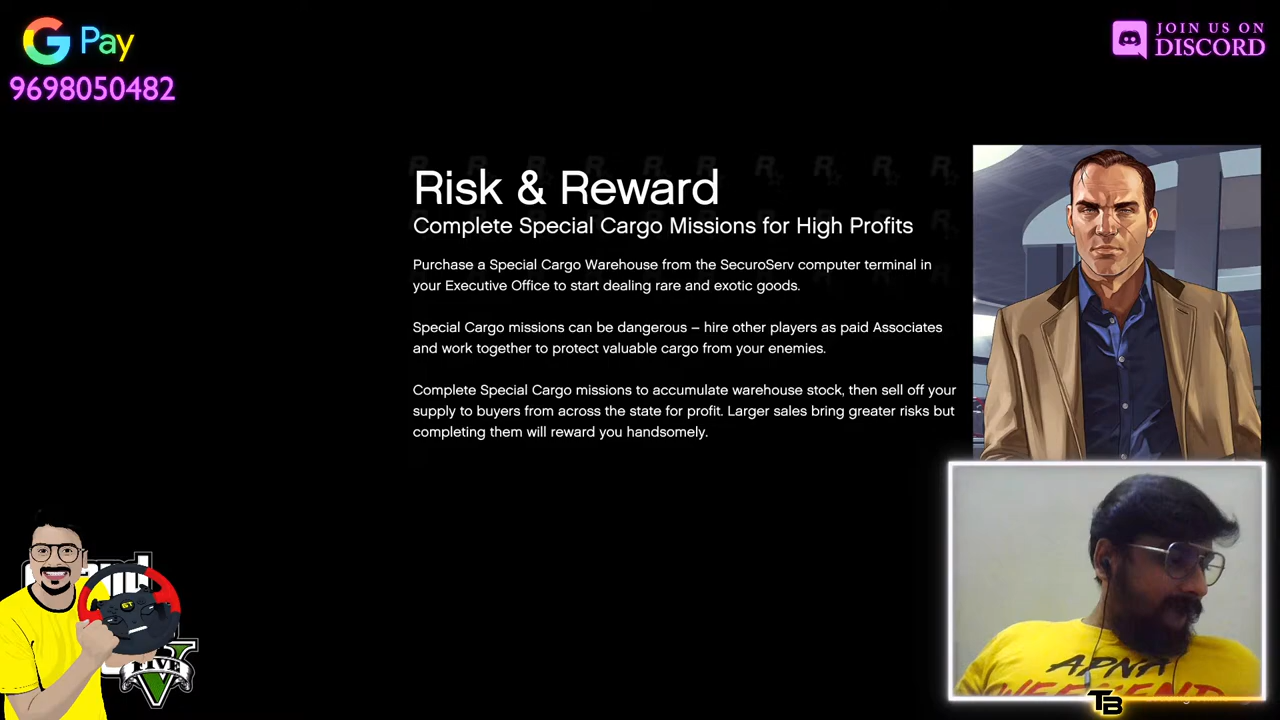 G Pay
9698050482
JOIN US ON
DISCORD
Risk & Reward
Complete Special Cargo Missions for High Profits
Purchase a Special Cargo Warehouse from the SecuroServ computer terminal in
your Executive Office to start dealing rare and exotic goods.
Special Cargo missions can be dangerous – hire other players as paid Associates
and work together to protect valuable cargo from your enemies.
Complete Special Cargo missions to accumulate warehouse stock, then sell off your
supply to buyers from across the state for profit. Larger sales bring greater risks but
completing them will reward you handsomely.
FIVE
APNA
WEEKEND
TB